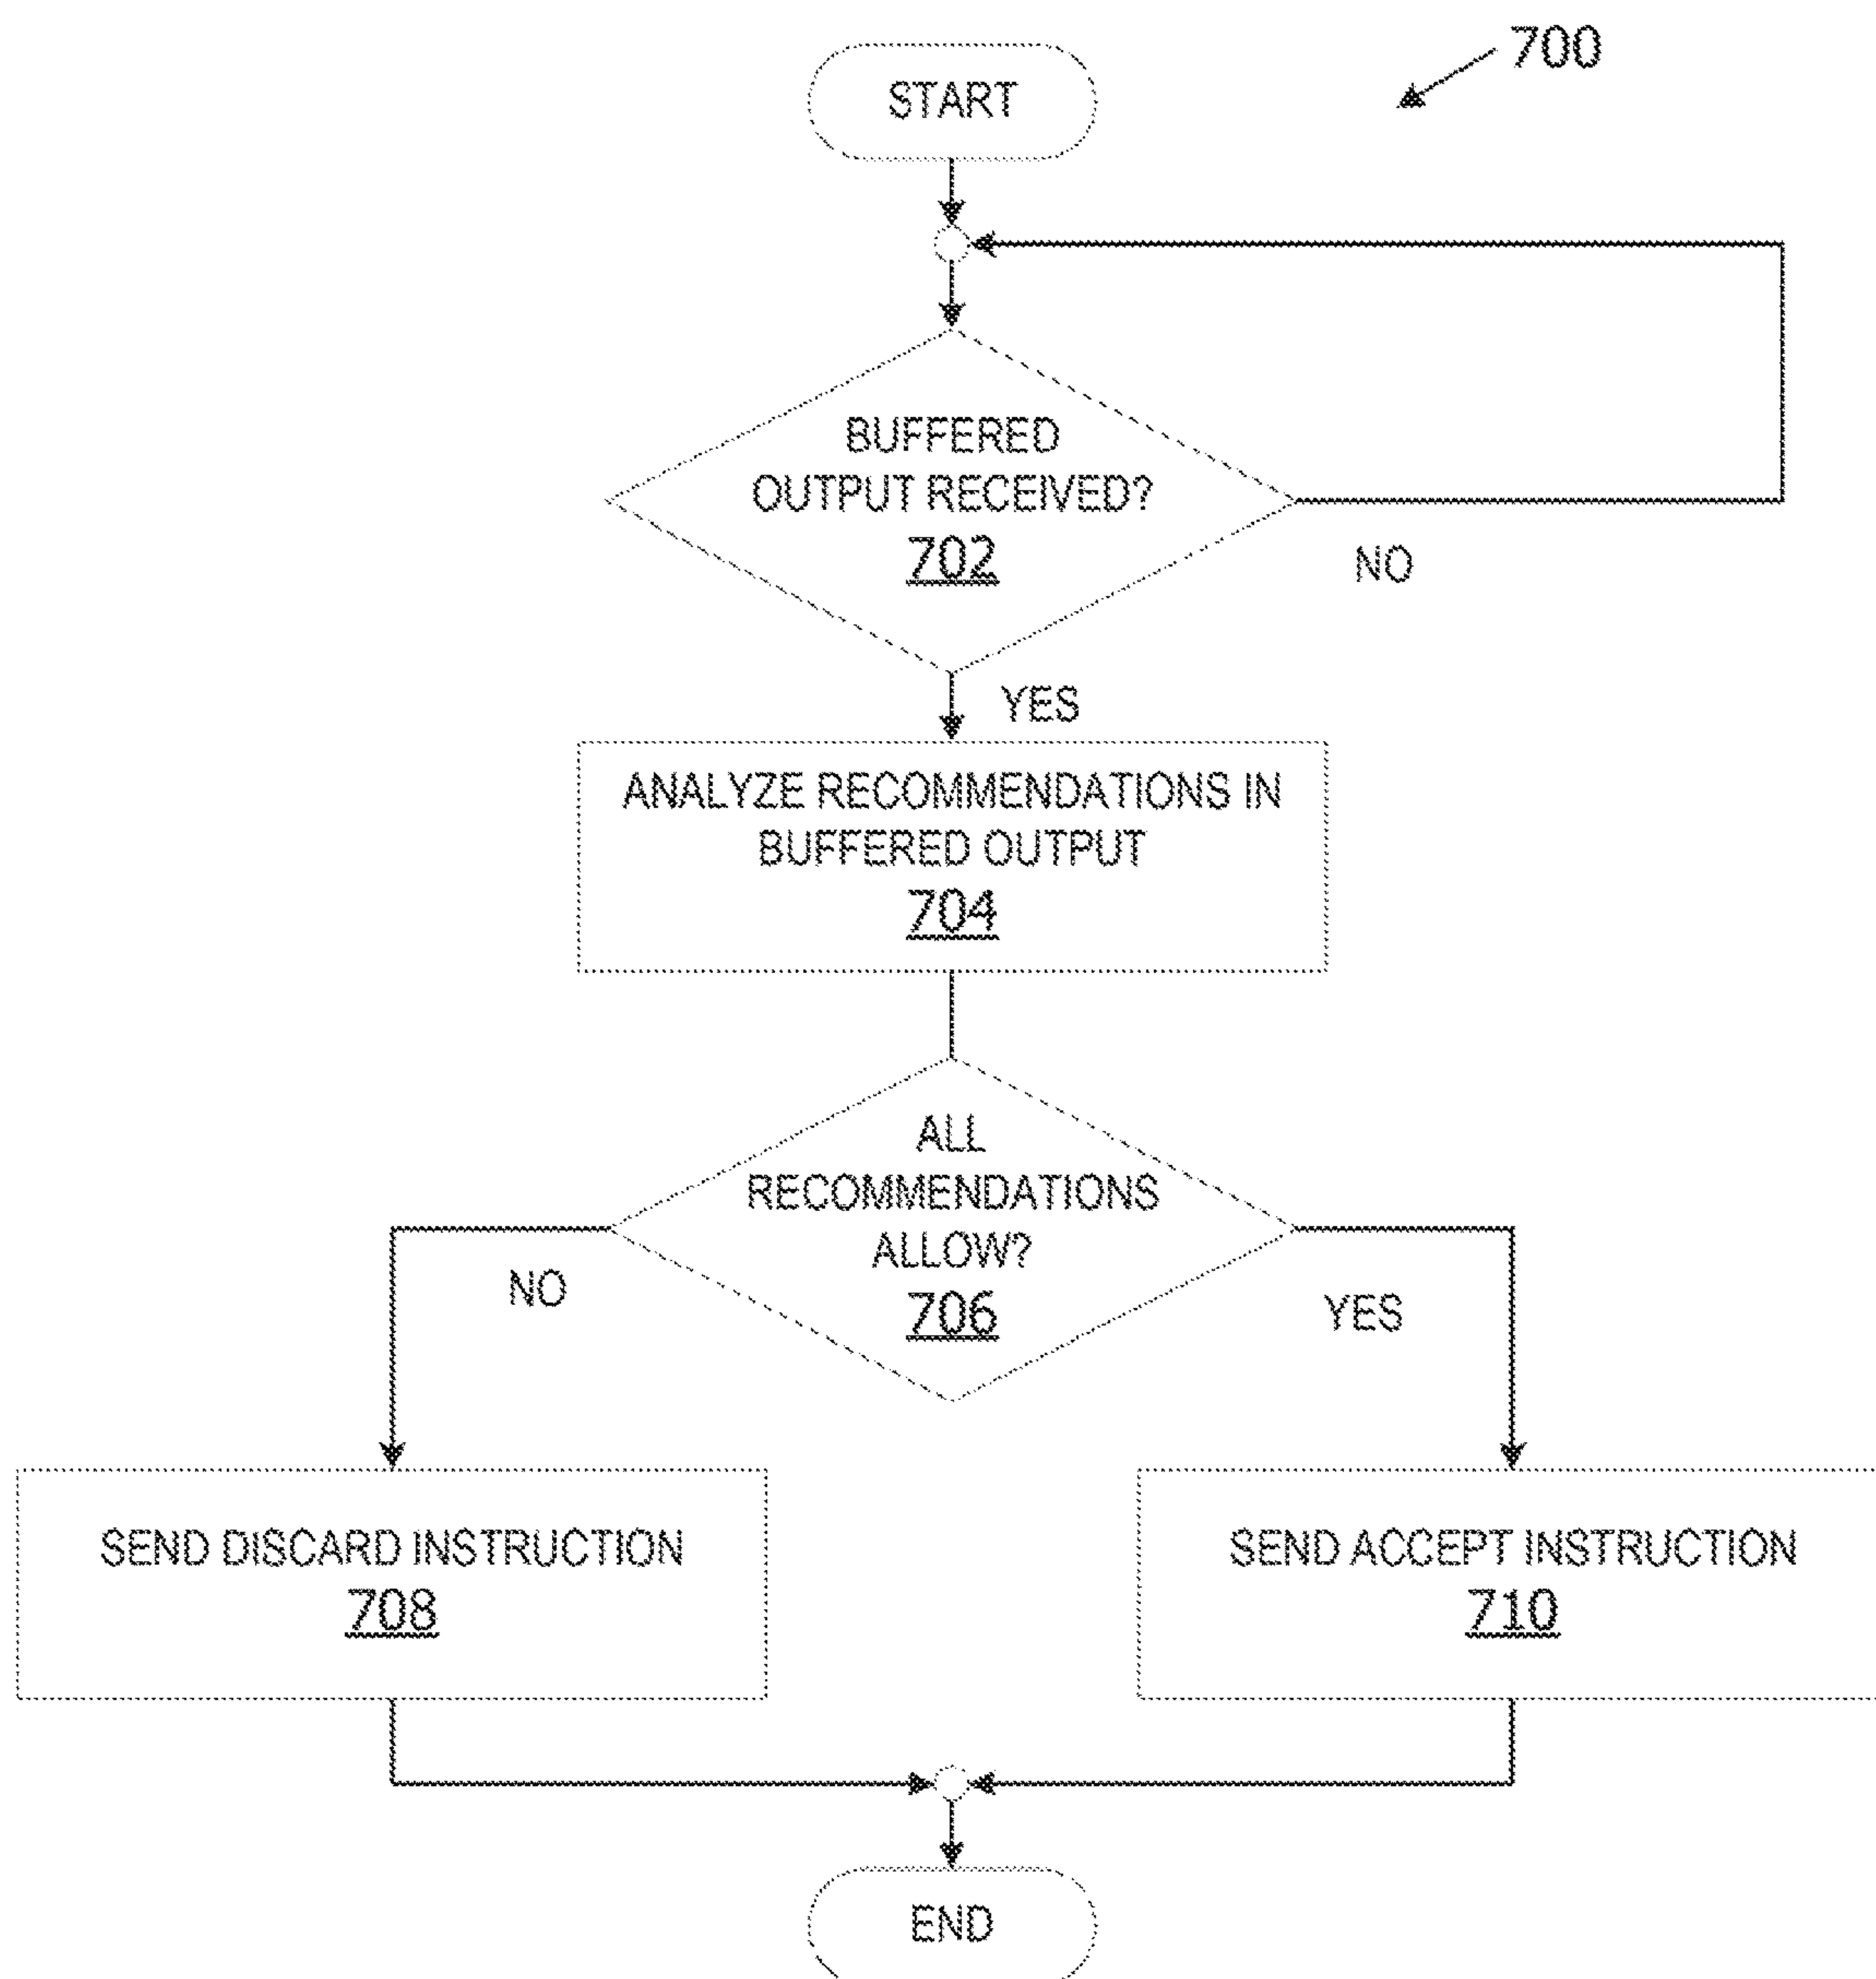 700
START
BUFFERED
OUTPUT RECEIVED?
702
NO
YES
ANALYZE RECOMMENDATIONS IN
BUFFERED OUTPUT
704
ALL
RECOMMENDATIONS
ALLOW?
706
NO
YES
SEND DISCARD INSTRUCTION
708
SEND ACCEPT INSTRUCTION
710
END